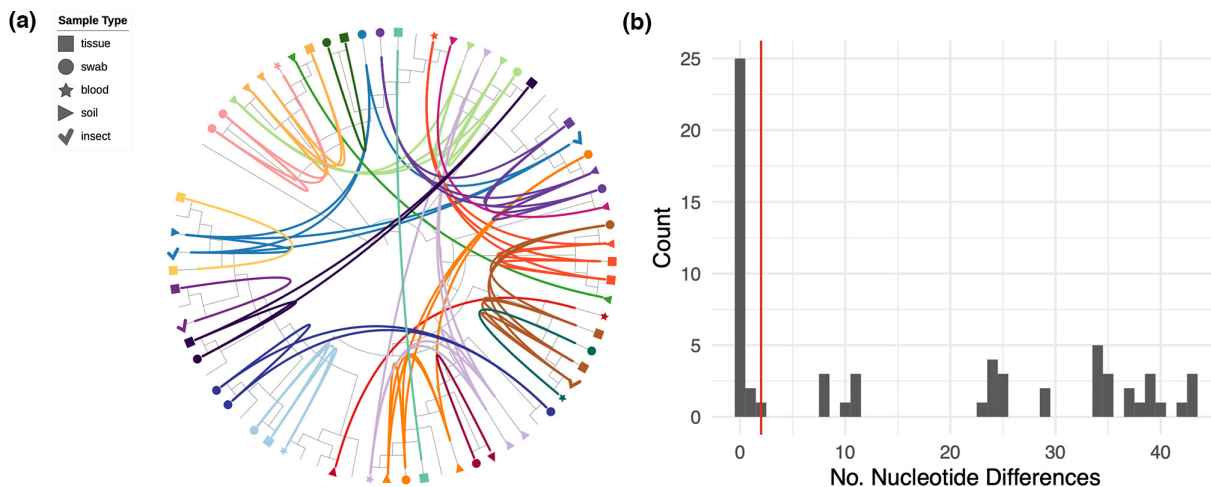 (a)
Sample Type
tissue
swab
blood
soil
insect
(b)
25
20
15
10
5
0
Count
0 10 20 30 40
No. Nucleotide Differences